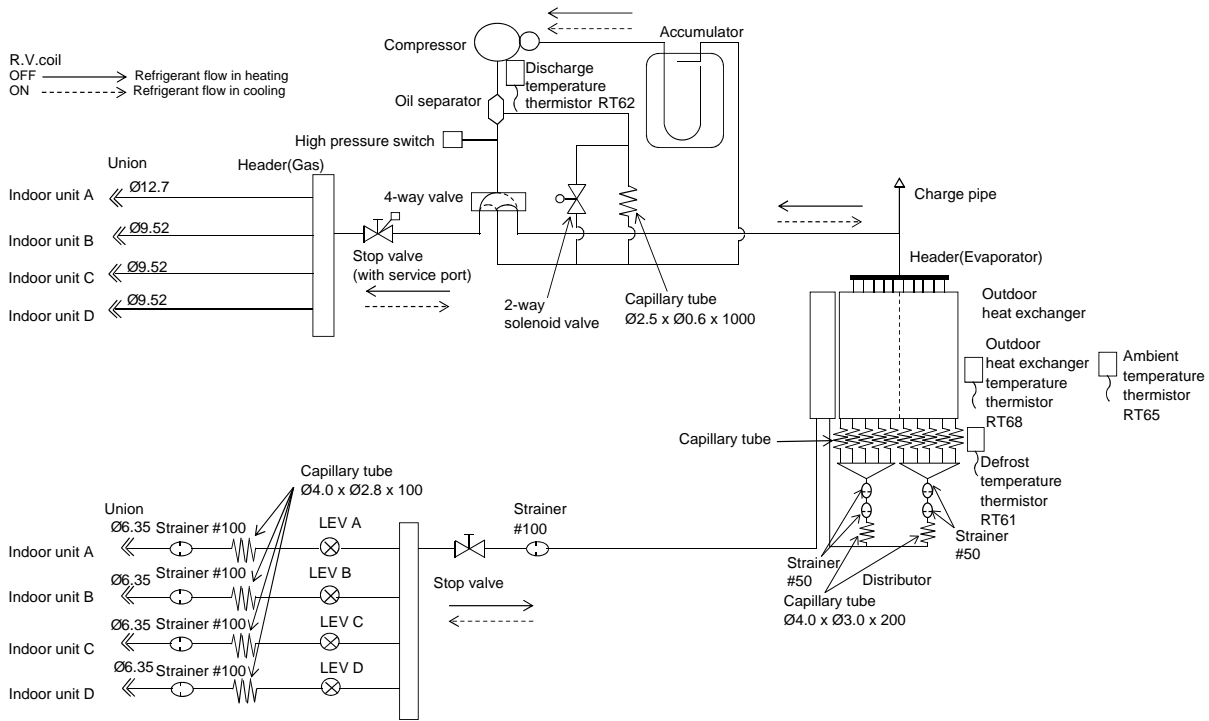 R.V.coil
OFF Refrigerant flow in heating
ON Refrigerant flow in cooling
Compressor
Accumulator
Discharge
temperature
thermistor RT62
Oil separator
High pressure switch
Union
Header(Gas)
4-way valve
Indoor unit A
Ø12.7
Indoor unit B
Ø9.52
Indoor unit C
Ø9.52
Indoor unit D
Ø9.52
Stop valve
(with service port)
2-way
solenoid valve
Capillary tube
Ø2.5 x Ø0.6 x 1000
Charge pipe
Header(Evaporator)
Outdoor
heat exchanger
Outdoor
heat exchanger
temperature
thermistor
RT68
Ambient
temperature
thermistor
RT65
Capillary tube
Defrost
temperature
thermistor
RT61
Strainer
#50
Strainer
#50
Distributor
Capillary tube
Ø4.0 x Ø3.0 x 200
Capillary tube
Ø4.0 x Ø2.8 x 100
Union
Strainer
#100
Stop valve
Indoor unit A
Ø6.35 Strainer #100
LEV A
Indoor unit B
Ø6.35 Strainer #100
LEV B
Indoor unit C
Ø6.35 Strainer #100
LEV C
Indoor unit D
Ø6.35 Strainer #100
LEV D